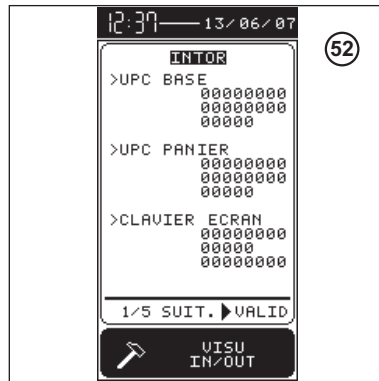 12:37 13/06/07
52
INTOR
>UPC BASE
00000000
00000000
00000
>UPC PANIER
00000000
00000000
00000
>CLAVIER ECRAN
00000000
00000
00000000
1/5 SUIT.▶VALID
VISU
IN/OUT